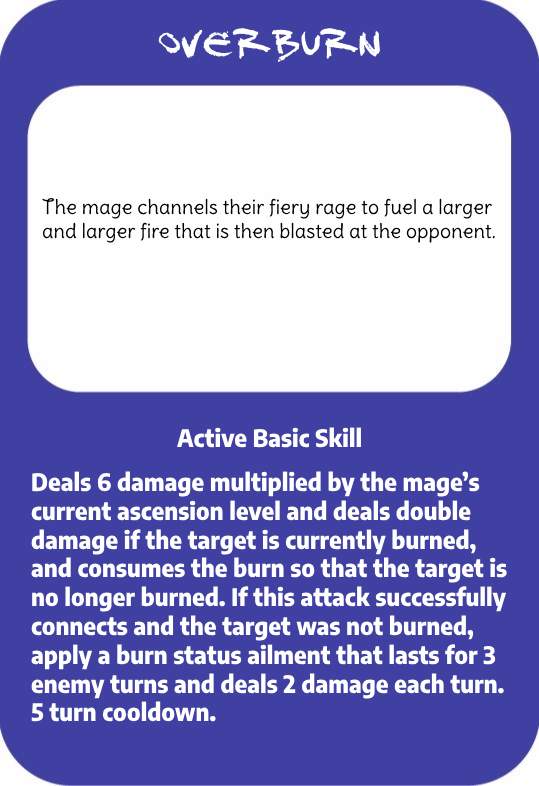 OVERBURN
The mage channels their fiery rage to fuel a larger
and larger fire that is then blasted at the opponent.
Active Basic Skill
Deals 6 damage multiplied by the mage’s
current ascension level and deals double
damage if the target is currently burned,
and consumes the burn so that the target is
no longer burned. If this attack successfully
connects and the target was not burned,
apply a burn status ailment that lasts for 3
enemy turns and deals 2 damage each turn.
5 turn cooldown.